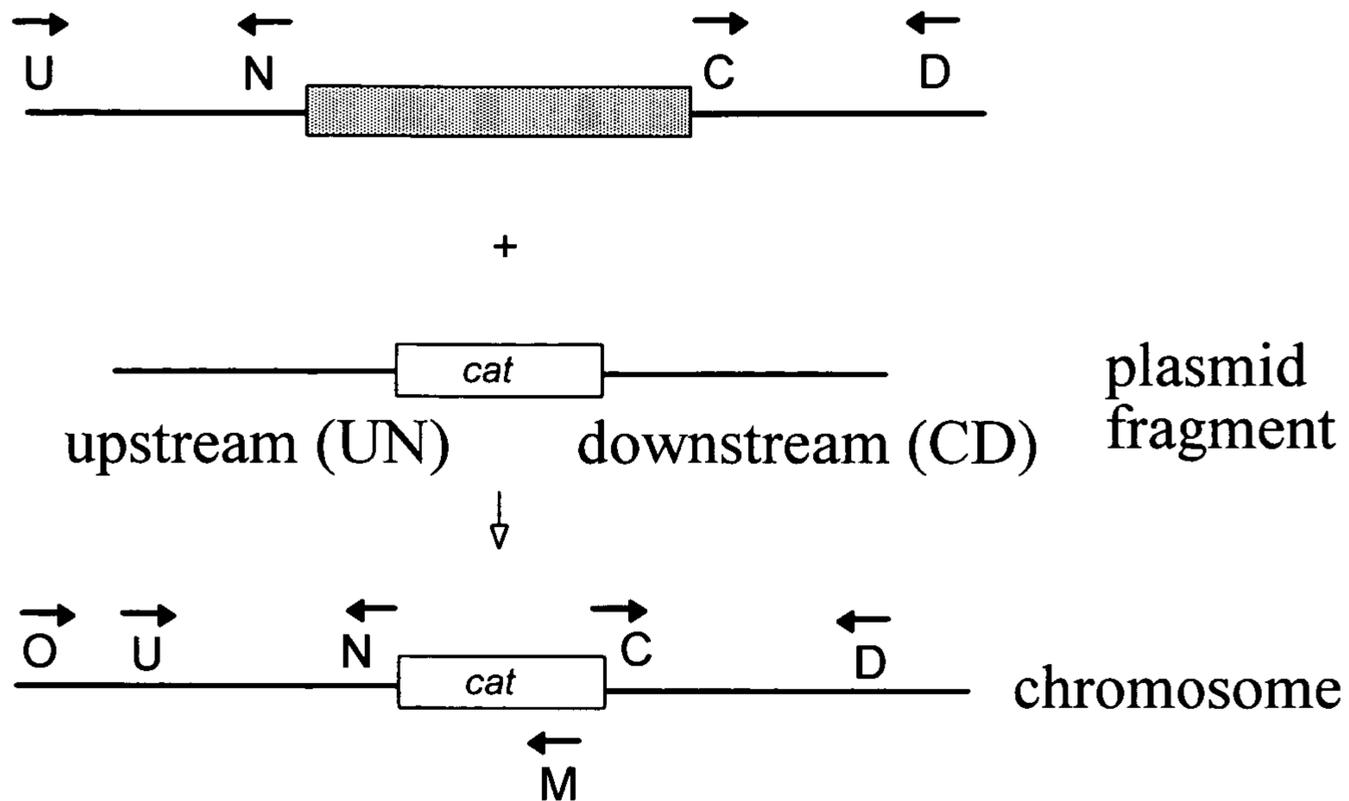 U N C D
+
cat
plasmid
fragment
upstream (UN) downstream (CD)
O U N C D
cat
chromosome
M